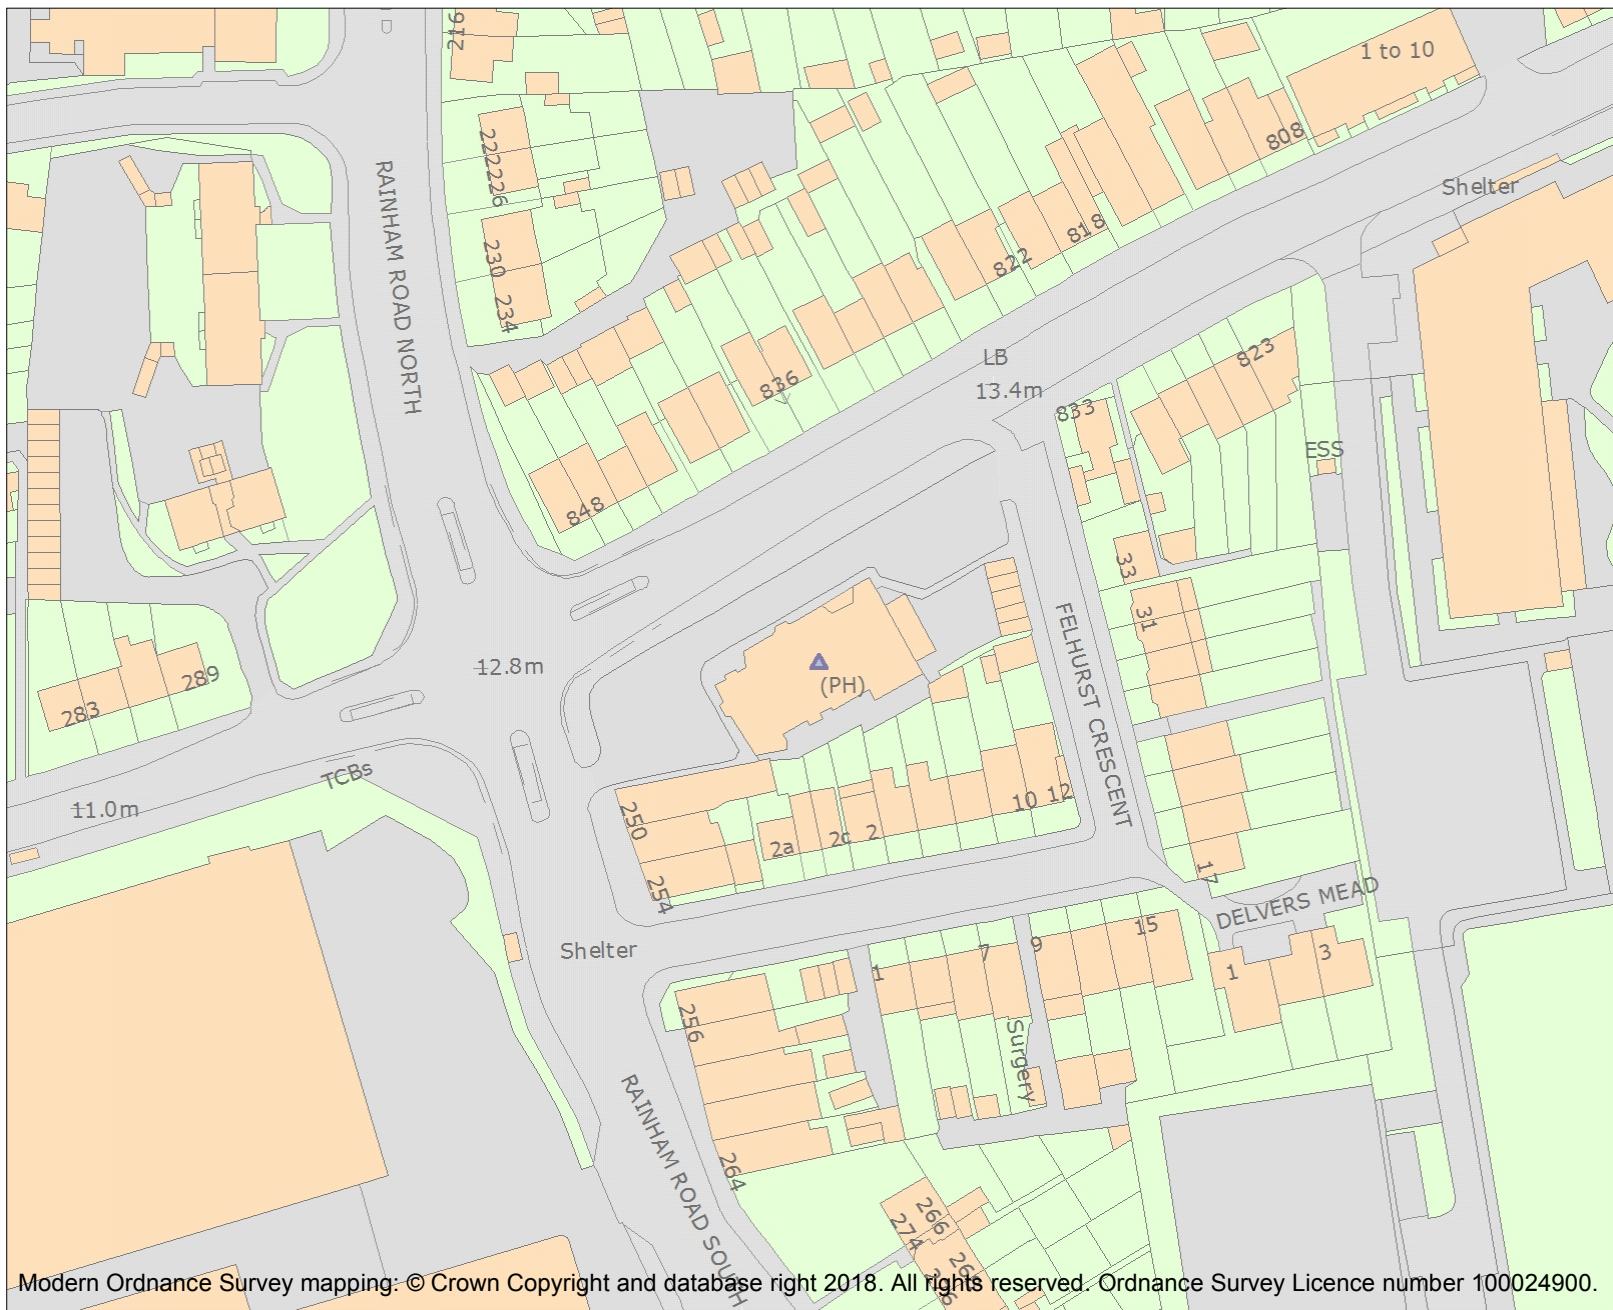 216
1 to 10
222
226
808
RAINHAM ROAD NORTH
Shelter
230
818
822
234
LB
13.4m
823
836
833
ESS
848
33
31
FELHURST CRESCENT
12.8m
289
(PH)
283
TCBs
11.0m
250
10
12
2a
2c
2
254
17
DELVERS MEAD
Shelter
1
7
9
15
1
3
256
Surgery
RAINHAM ROAD SOUTH
264
266
274
Modern Ordnance Survey mapping: © Crown Copyright and database right 2018. All rights reserved. Ordnance Survey Licence number 100024900.